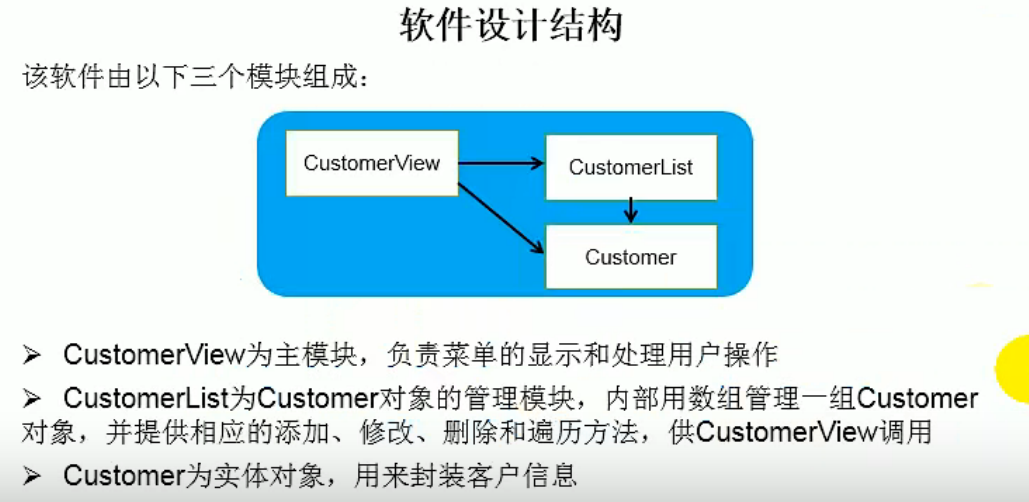 软件设计结构
该软件由以下三个模块组成：
CustomerView
CustomerList
Customer
➢ CustomerView为主模块，负责菜单的显示和处理用户操作
➢ CustomerList为Customer对象的管理模块，内部用数组管理一组Customer
对象，并提供相应的添加、修改、删除和遍历方法，供CustomerView调用
➢ Customer为实体对象，用来封装客户信息